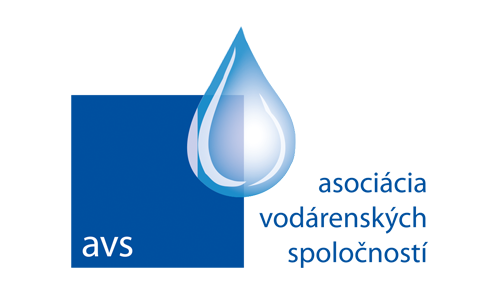 avs
asociácia
vodárenských
spoločností